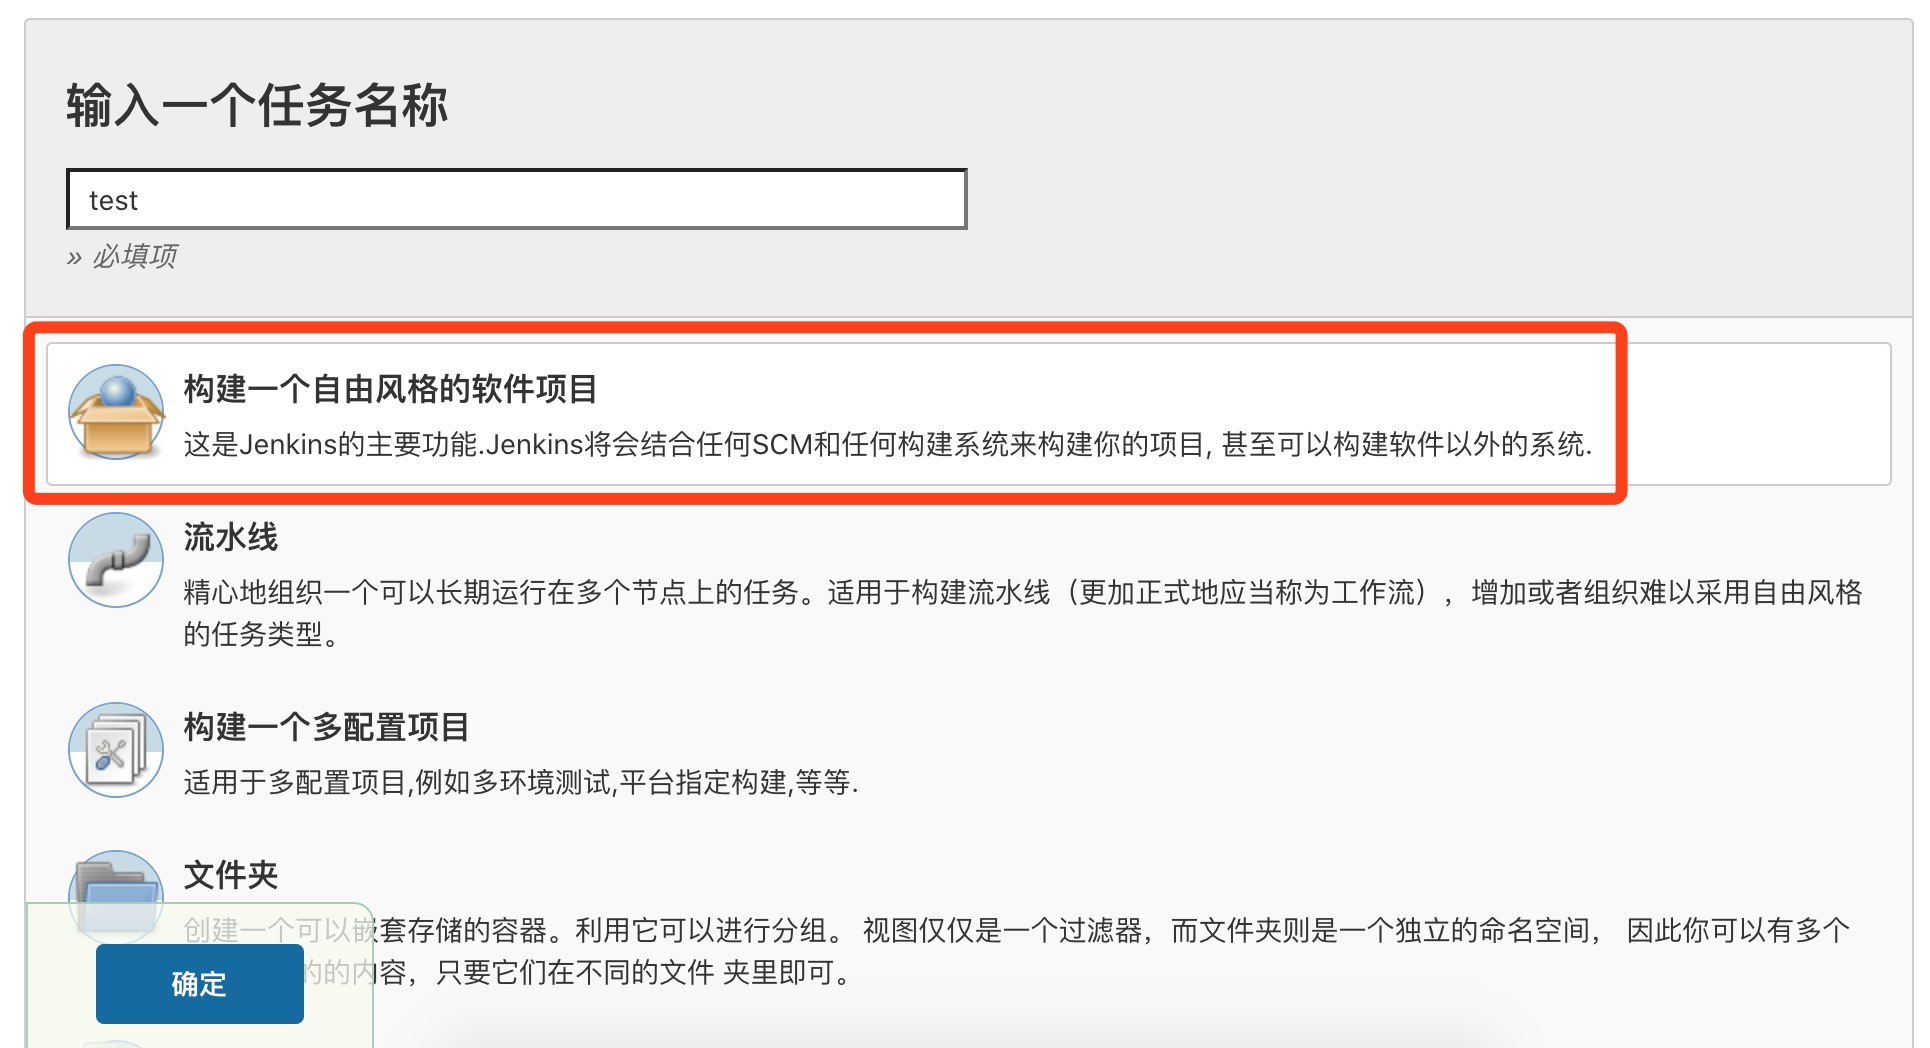 输入一个任务名称
test
» 必填项
构建一个自由风格的软件项目
这是Jenkins的主要功能.Jenkins将会结合任何SCM和任何构建系统来构建你的项目, 甚至可以构建软件以外的系统.
流水线
精心地组织一个可以长期运行在多个节点上的任务。适用于构建流水线（更加正式地应当称为工作流），增加或者组织难以采用自由风格
的任务类型。
构建一个多配置项目
适用于多配置项目,例如多环境测试,平台指定构建,等等.
文件夹
创建一个可以嵌套存储的容器。利用它可以进行分组。 视图仅仅是一个过滤器，而文件夹则是一个独立的命名空间， 因此你可以有多个
的的内容，只要它们在不同的文件 夹里即可。
确定